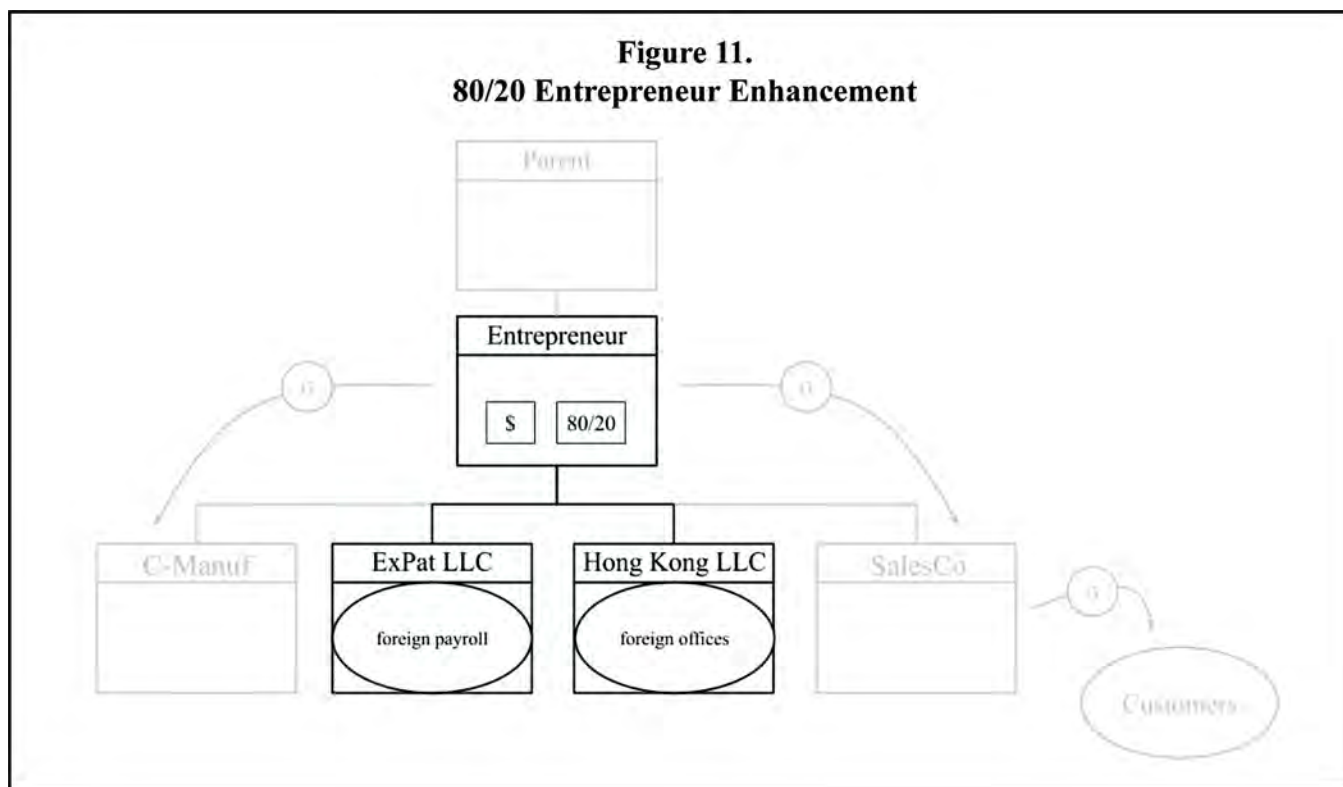 Figure 11.
80/20 Entrepreneur Enhancement
Parent
Entrepreneur
$ 80/20
C-Manuf
ExPat LLC
Hong Kong LLC
SalesCo
foreign payroll
foreign offices
Customers